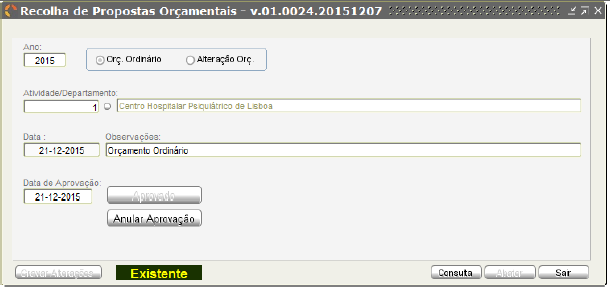 Recolha de Propostas Orçamentais - v.01.0024.20151207
Ano:
2015
Orç. Ordinário
Alteração Orç.
Atividade/Departamento:
1
Centro Hospitalar Psiquiátrico de Lisboa
Data :
Observações:
21-12-2015
Orçamento Ordinário
Data de Aprovação:
21-12-2015
Aprovado
Anular Aprovação
Gravar Alterações
Existente
Consulta
Ajustar
Sair